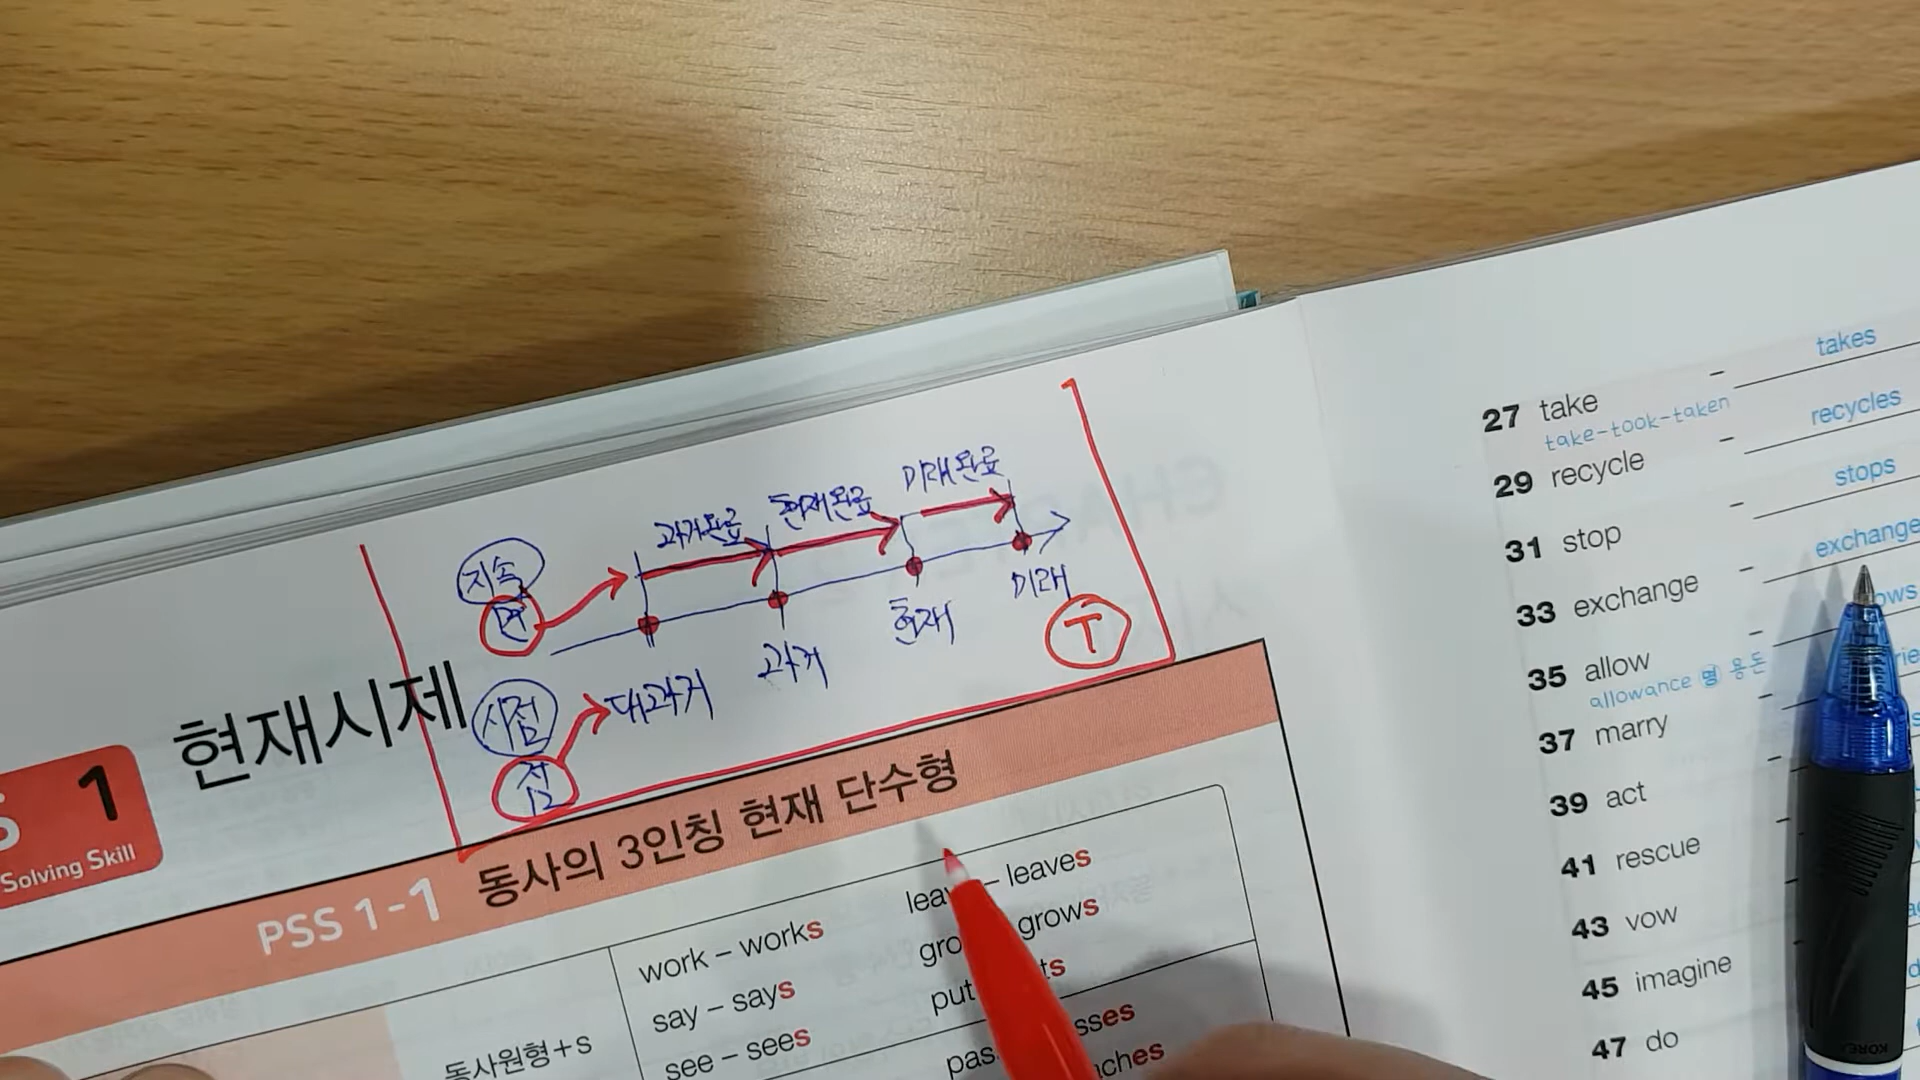 과거완료 현재완료 미래완료
지속
면
대과거 과거 현재 미래
T
시점
점
1 현재시제
Solving Skill
PSS 1-1 동사의 3인칭 현재 단수형
동사원형+s
work – works
say – says
see – sees
leaves
grows
27 take takes
take-took-taken
29 recycle recycles
31 stop stops
33 exchange exchange
35 allow ows
allowance 명 용돈
37 marry rie
39 act
41 rescue
43 vow
45 imagine
47 do
KOREA